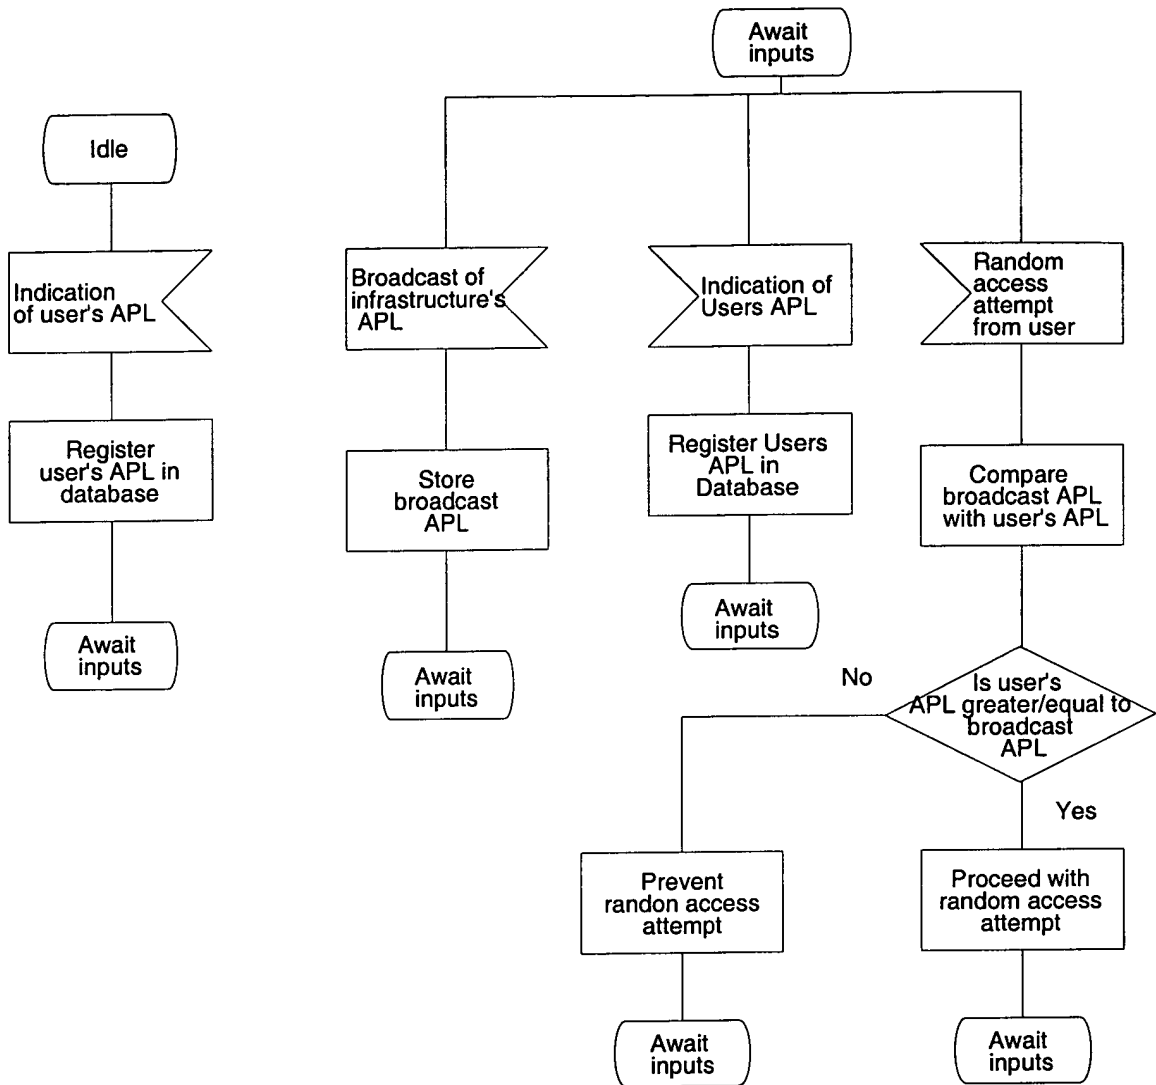 Await
inputs
Idle
Indication
of user's APL
Broadcast of
infrastructure's
APL
Indication of
Users APL
Random
access
attempt
from user
Register
user's APL in
database
Store
broadcast
APL
Register Users
APL in
Database
Compare
broadcast APL
with user's APL
Await
inputs
Await
inputs
Await
inputs
No
Is user's
APL greater/equal to
broadcast
APL
Yes
Prevent
randon access
attempt
Proceed with
random access
attempt
Await
inputs
Await
inputs